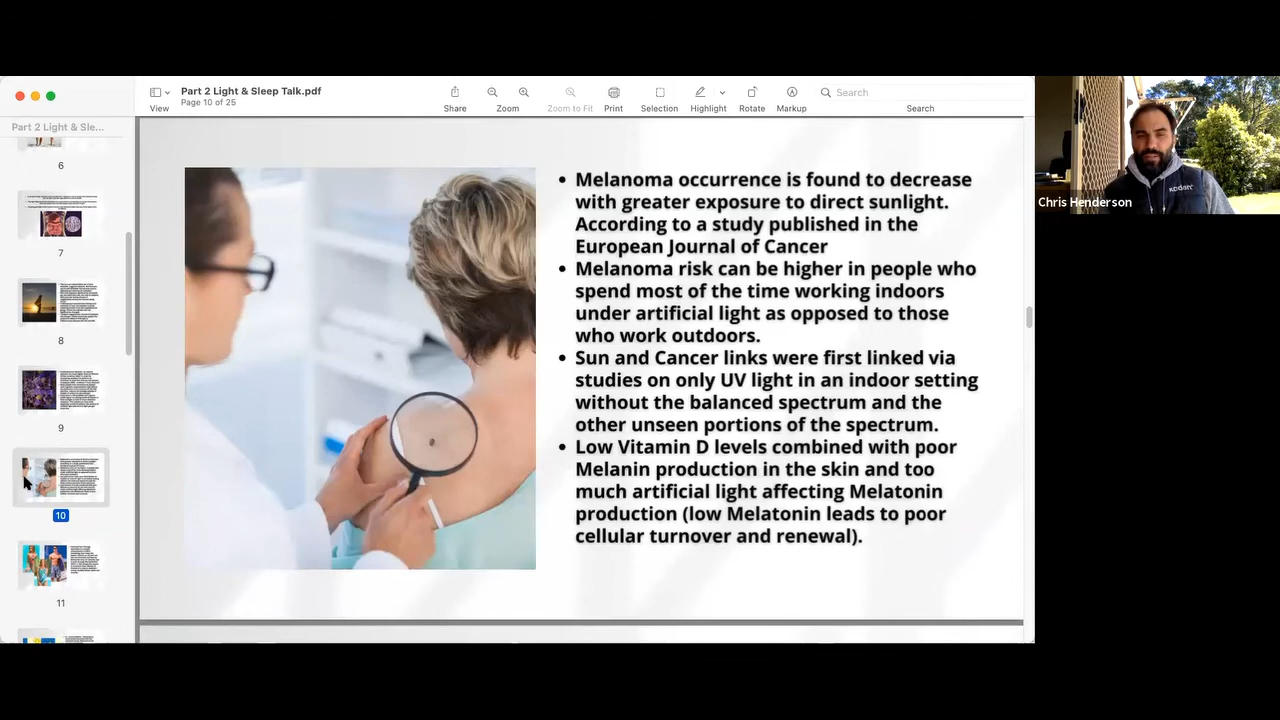 Part 2 Light & Sleep Talk.pdf
Page 10 of 25
View
Share
Zoom
Zoom to Fit
Print
Selection
Highlight
Rotate
Markup
Search
Search
Part 2 Light & Sle...
6
7
8
9
10
11
• Melanoma occurrence is found to decrease
with greater exposure to direct sunlight.
According to a study published in the
European Journal of Cancer
• Melanoma risk can be higher in people who
spend most of the time working indoors
under artificial light as opposed to those
who work outdoors.
• Sun and Cancer links were first linked via
studies on only UV light in an indoor setting
without the balanced spectrum and the
other unseen portions of the spectrum.
• Low Vitamin D levels combined with poor
Melanin production in the skin and too
much artificial light affecting Melatonin
production (low Melatonin leads to poor
cellular turnover and renewal).
Chris Henderson